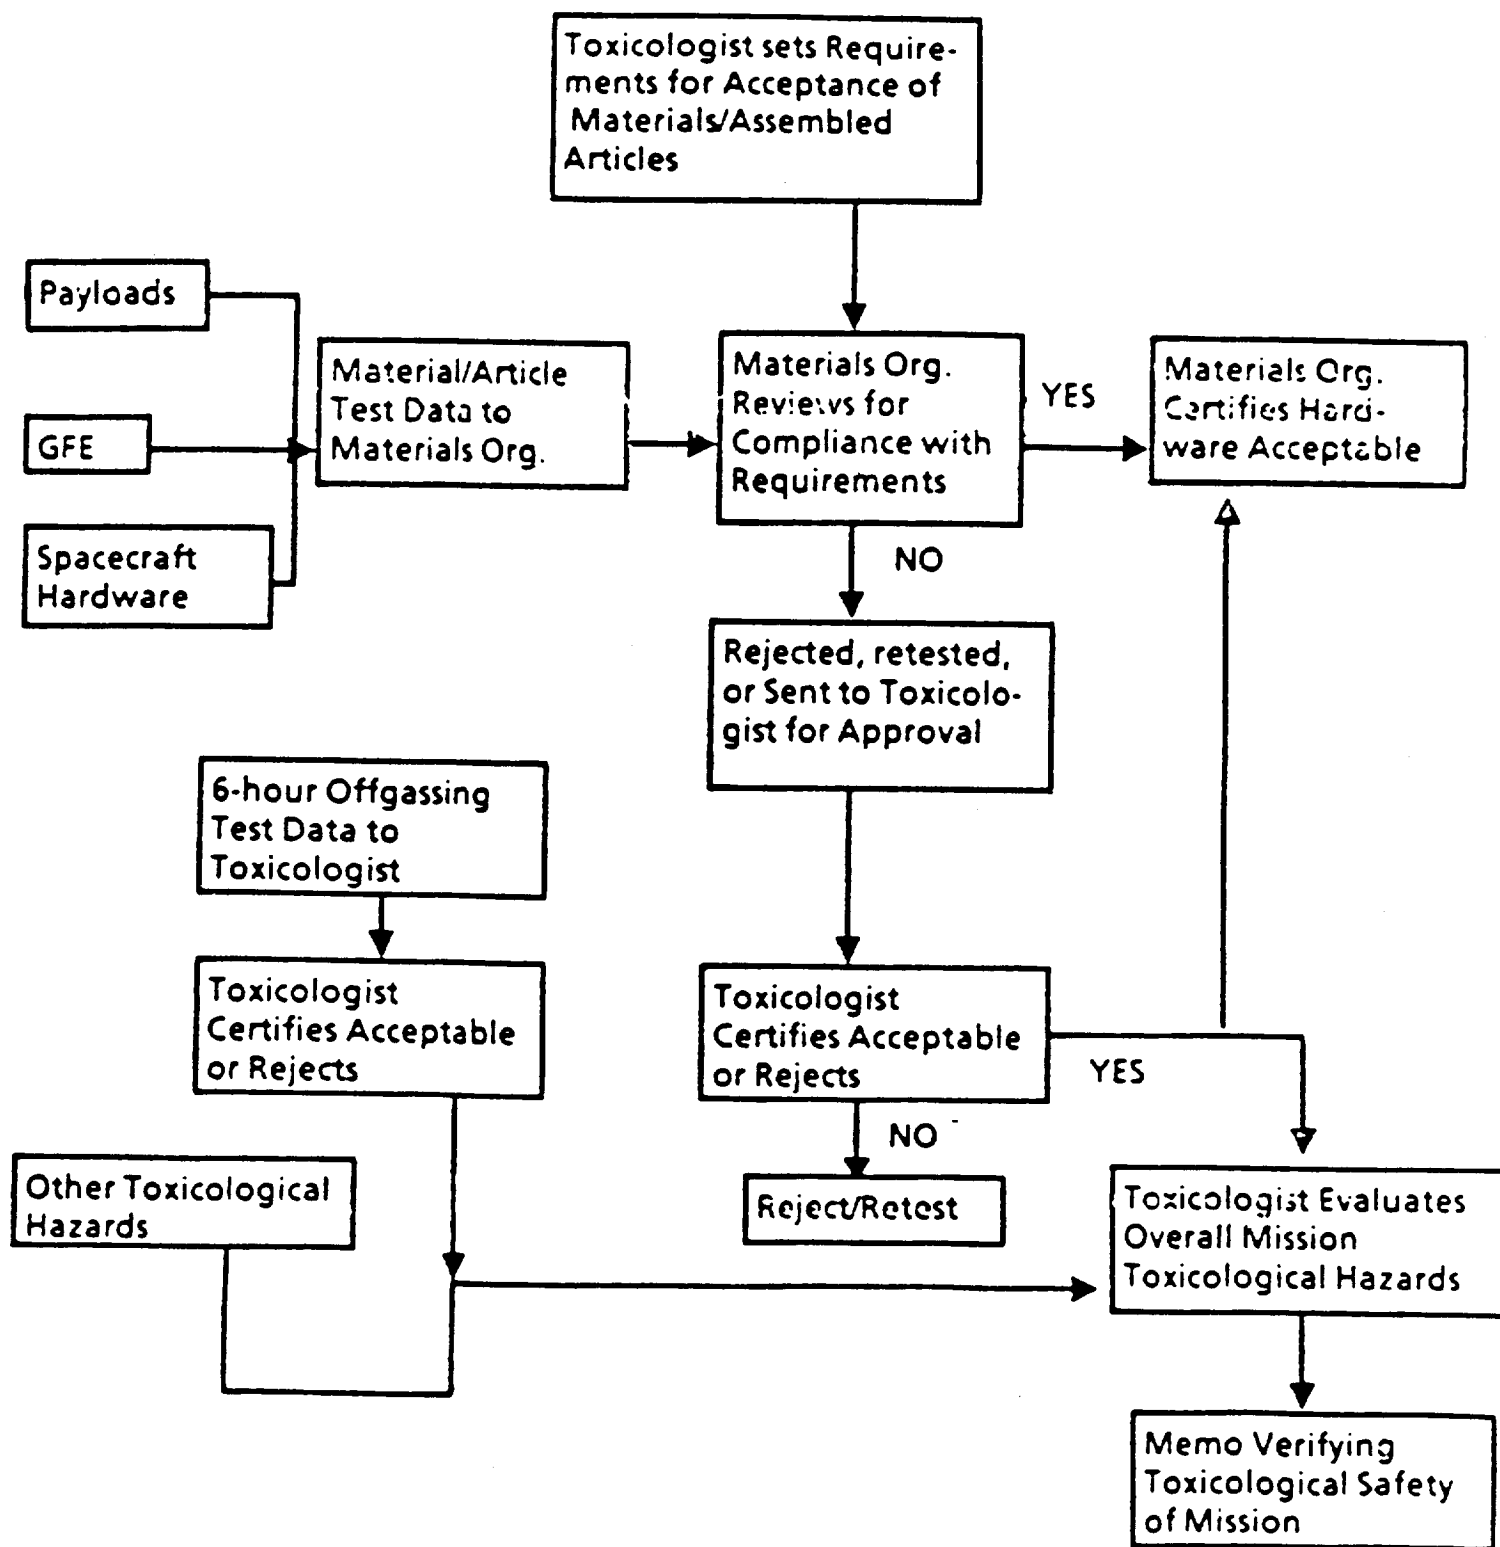 Toxicologist sets Require-
ments for Acceptance of
Materials/Assembled
Articles
Payloads
GFE
Spacecraft
Hardware
Material/Article
Test Data to
Materials Org.
Materials Org.
Reviews for
Compliance with
Requirements
YES
Materials Org.
Certifies Hard-
ware Acceptable
NO
Rejected, retested,
or Sent to Toxicolo-
gist for Approval
6-hour Offgassing
Test Data to
Toxicologist
Toxicologist
Certifies Acceptable
or Rejects
Toxicologist
Certifies Acceptable
or Rejects
YES
NO
Reject/Retest
Other Toxicological
Hazards
Toxicologist Evaluates
Overall Mission
Toxicological Hazards
Memo Verifying
Toxicological Safety
of Mission